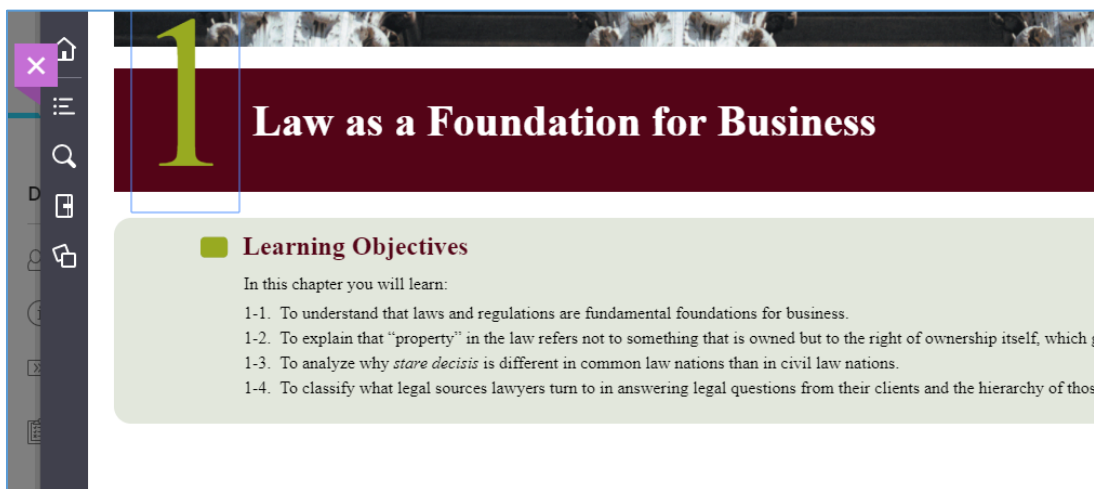 1
Law as a Foundation for Business
D
Learning Objectives
In this chapter you will learn:
1-1. To understand that laws and regulations are fundamental foundations for business.
1-2. To explain that “property” in the law refers not to something that is owned but to the right of ownership itself, which
1-3. To analyze why stare decisis is different in common law nations than in civil law nations.
1-4. To classify what legal sources lawyers turn to in answering legal questions from their clients and the hierarchy of